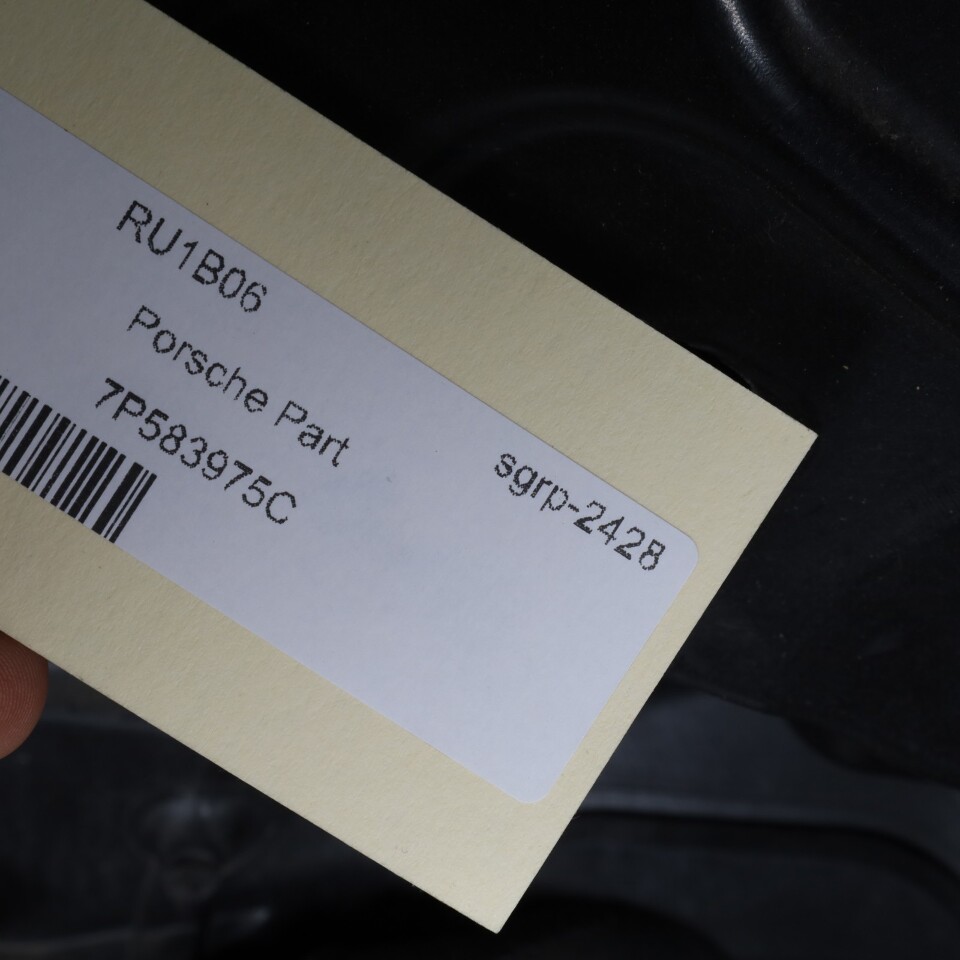 RU1B06
Porsche Part
7P583975C
sgrp-2428